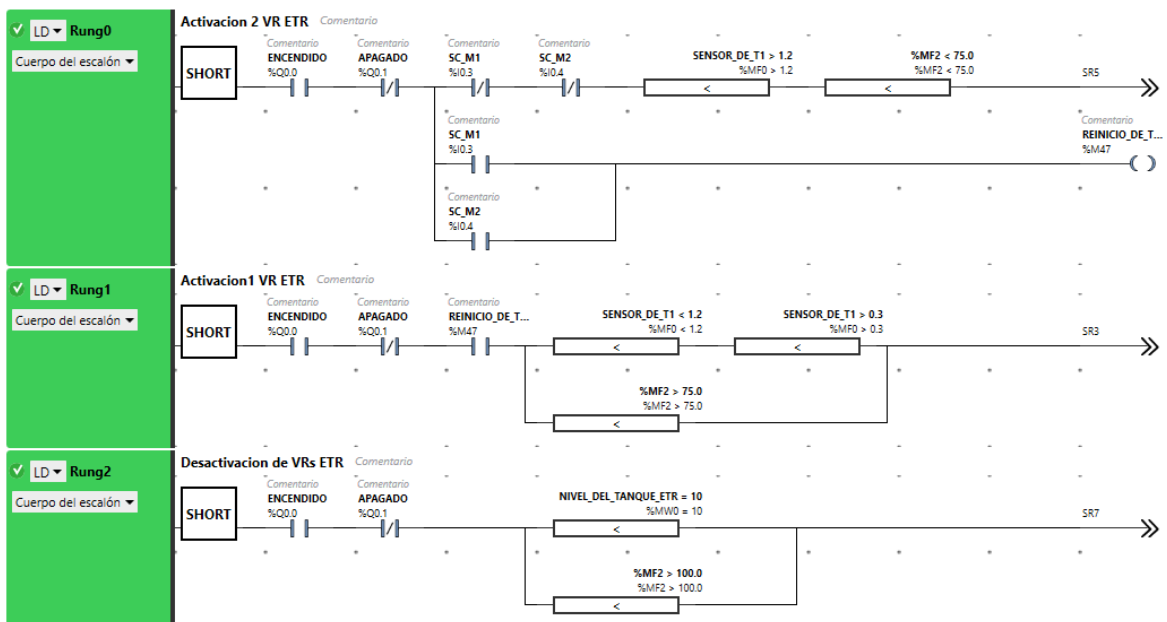 LD Rung0
Cuerpo del escalón
Activacion 2 VR ETR Comentario
SHORT
Comentario
ENCENDIDO
%Q0.0
Comentario
APAGADO
%Q0.1
Comentario
SC_M1
%I0.3
Comentario
SC_M2
%I0.4
SENSOR_DE_T1 > 1.2
%MF0 > 1.2
<
%MF2 < 75.0
%MF2 < 75.0
<
SR5
Comentario
SC_M1
%I0.3
Comentario
REINICIO_DE_T...
%M47
Comentario
SC_M2
%I0.4
LD Rung1
Cuerpo del escalón
Activacion1 VR ETR Comentario
SHORT
Comentario
ENCENDIDO
%Q0.0
Comentario
APAGADO
%Q0.1
Comentario
REINICIO_DE_T...
%M47
SENSOR_DE_T1 < 1.2
%MF0 < 1.2
<
SENSOR_DE_T1 > 0.3
%MF0 > 0.3
<
SR3
%MF2 > 75.0
%MF2 > 75.0
<
LD Rung2
Cuerpo del escalón
Desactivacion de VRs ETR Comentario
SHORT
Comentario
ENCENDIDO
%Q0.0
Comentario
APAGADO
%Q0.1
NIVEL_DEL_TANQUE_ETR = 10
%MW0 = 10
<
SR7
%MF2 > 100.0
%MF2 > 100.0
<